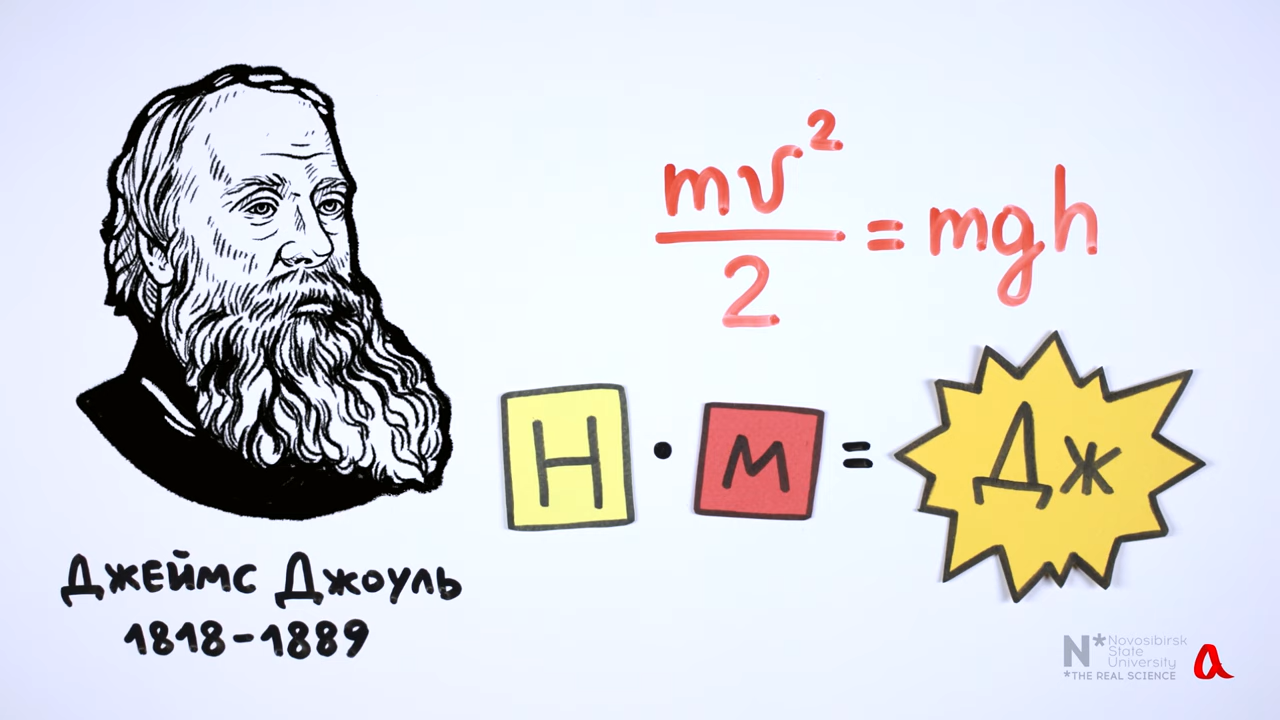 mv²/2 = mgh
Н · м = Дж
Джеймс Джоуль
1818-1889
N* Novosibirsk
State
University
*THE REAL SCIENCE
a